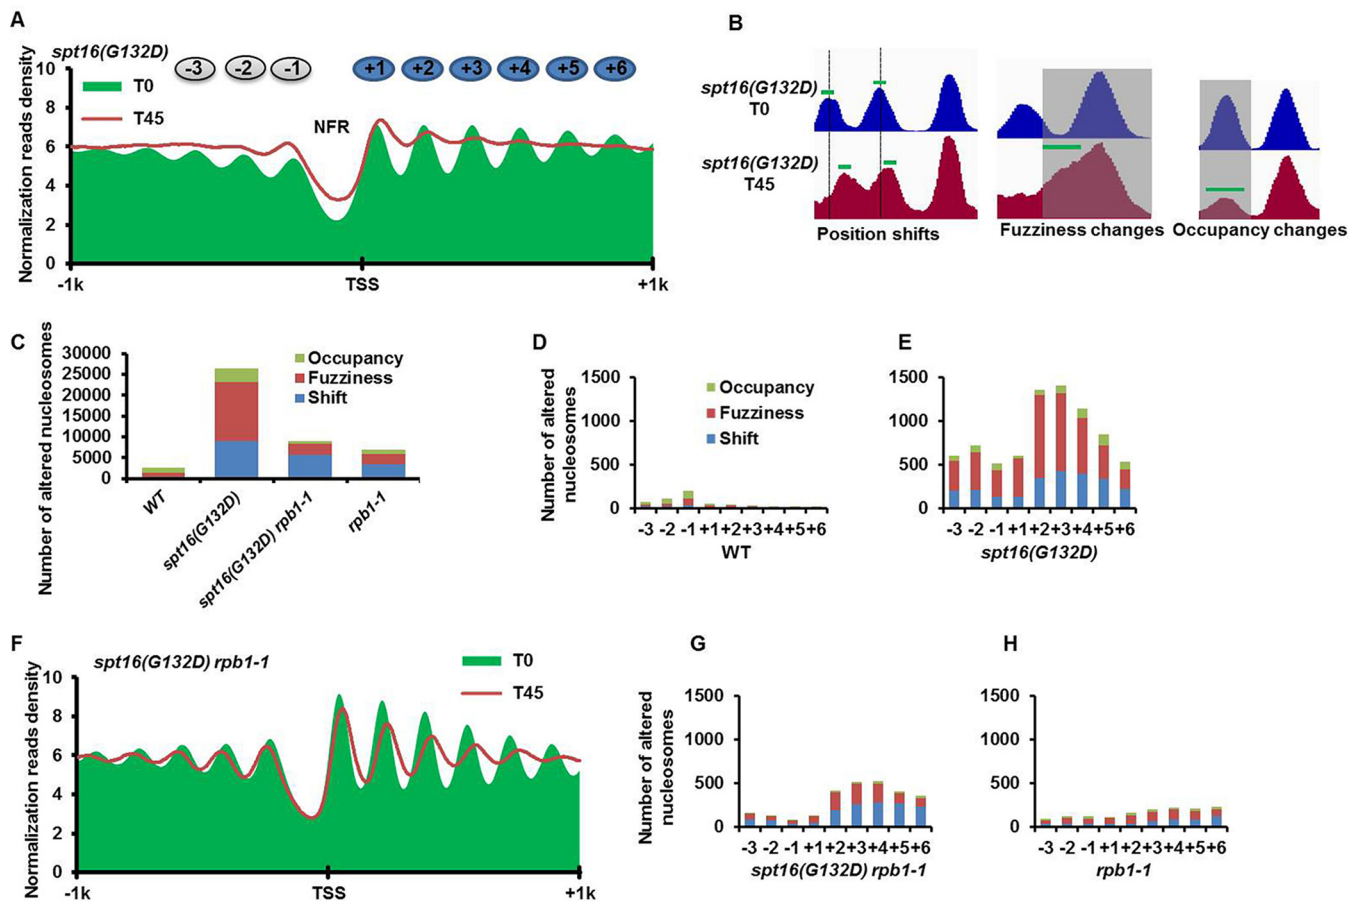 A
spt16(G132D)
-3 -2 -1 +1 +2 +3 +4 +5 +6
Normalization reads density
10
8
6
4
2
0
T0
T45
NFR
-1k TSS +1k
B
spt16(G132D)
T0
spt16(G132D)
T45
Position shifts
Fuzziness changes
Occupancy changes
C
Number of altered nucleosomes
30000
25000
20000
15000
10000
5000
0
Occupancy
Fuzziness
Shift
WT
spt16(G132D)
spt16(G132D) rpb1-1
rpb1-1
D
Number of altered
nucleosomes
1500
1000
500
0
Occupancy
Fuzziness
Shift
-3 -2 -1 +1 +2 +3 +4 +5 +6
WT
E
1500
1000
500
0
-3 -2 -1 +1 +2 +3 +4 +5 +6
spt16(G132D)
F
spt16(G132D) rpb1-1
Normalization reads density
10
8
6
4
2
0
T0
T45
-1k TSS +1k
G
Number of altered
nucleosomes
1500
1000
500
0
-3 -2 -1 +1 +2 +3 +4 +5 +6
spt16(G132D) rpb1-1
H
1500
1000
500
0
-3 -2 -1 +1 +2 +3 +4 +5 +6
rpb1-1